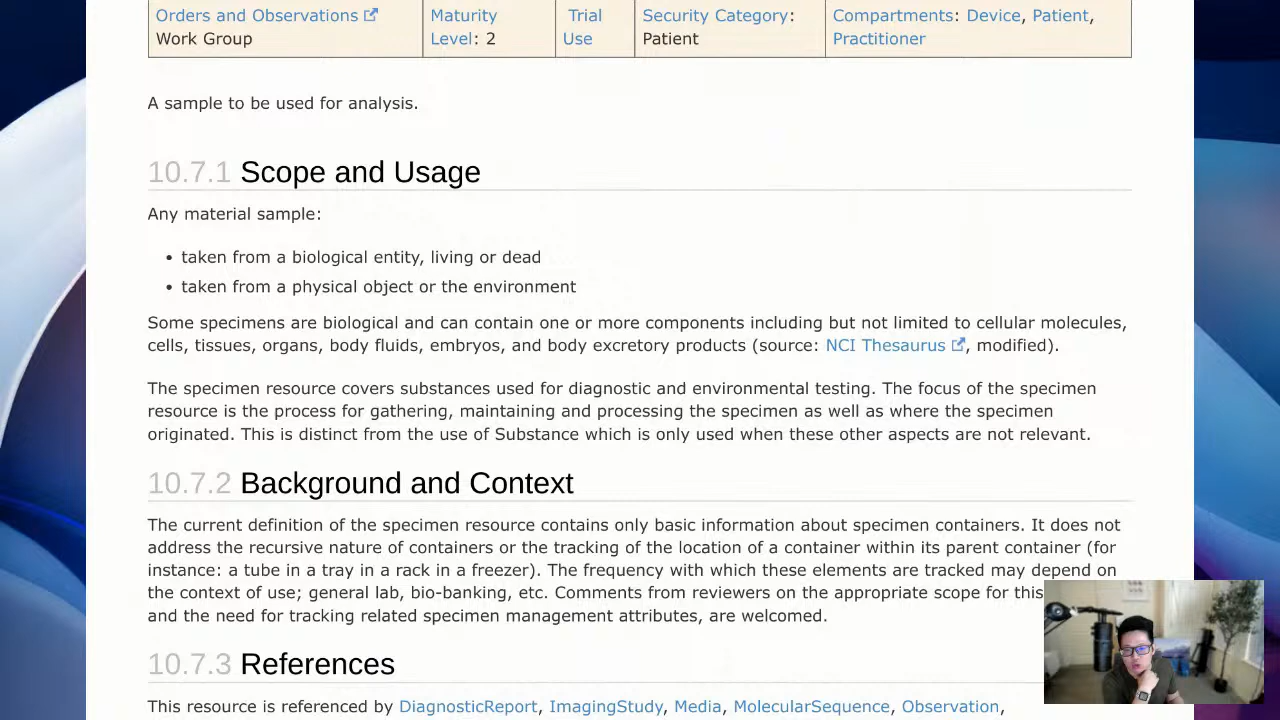 Orders and Observations Work Group
Maturity Level: 2
Trial Use
Security Category: Patient
Compartments: Device, Patient, Practitioner
A sample to be used for analysis.
10.7.1 Scope and Usage
Any material sample:
• taken from a biological entity, living or dead
• taken from a physical object or the environment
Some specimens are biological and can contain one or more components including but not limited to cellular molecules,
cells, tissues, organs, body fluids, embryos, and body excretory products (source: NCI Thesaurus, modified).
The specimen resource covers substances used for diagnostic and environmental testing. The focus of the specimen
resource is the process for gathering, maintaining and processing the specimen as well as where the specimen
originated. This is distinct from the use of Substance which is only used when these other aspects are not relevant.
10.7.2 Background and Context
The current definition of the specimen resource contains only basic information about specimen containers. It does not
address the recursive nature of containers or the tracking of the location of a container within its parent container (for
instance: a tube in a tray in a rack in a freezer). The frequency with which these elements are tracked may depend on
the context of use; general lab, bio-banking, etc. Comments from reviewers on the appropriate scope for this
and the need for tracking related specimen management attributes, are welcomed.
10.7.3 References
This resource is referenced by DiagnosticReport, ImagingStudy, Media, MolecularSequence, Observation,